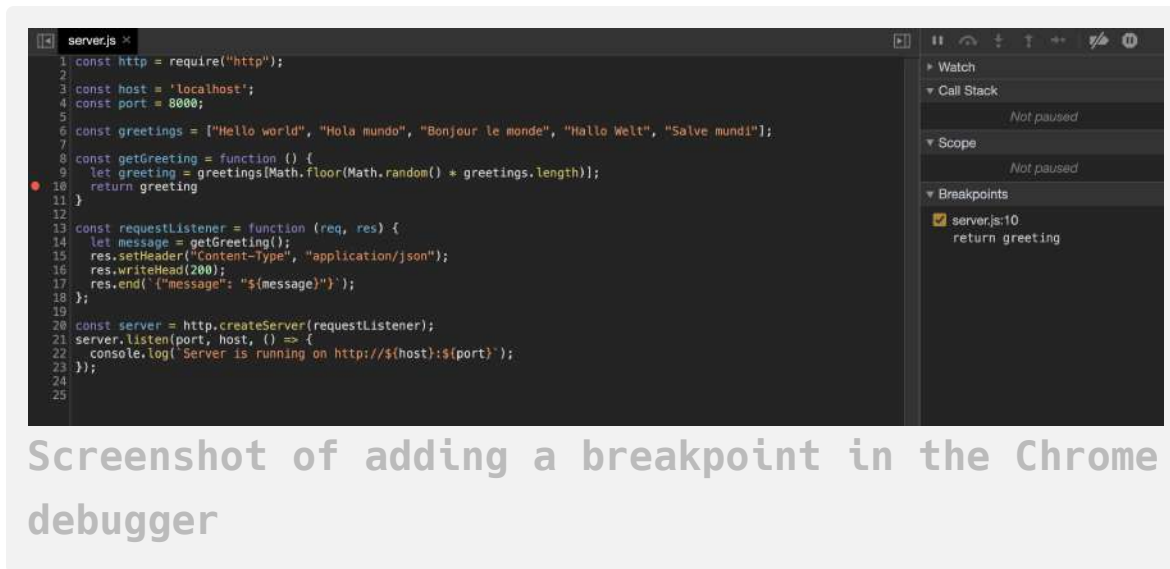 server.js ×
1 const http = require("http");
2
3 const host = 'localhost';
4 const port = 8000;
5
6 const greetings = ["Hello world", "Hola mundo", "Bonjour le monde", "Hallo Welt", "Salve mundi"];
7
8 const getGreeting = function () {
9   let greeting = greetings[Math.floor(Math.random() * greetings.length)];
10   return greeting
11 }
12
13 const requestListener = function (req, res) {
14   let message = getGreeting();
15   res.setHeader("Content-Type", "application/json");
16   res.writeHead(200);
17   res.end(`{"message": "${message}"}`);
18 };
19
20 const server = http.createServer(requestListener);
21 server.listen(port, host, () => {
22   console.log(`Server is running on http://${host}:${port}`);
23 });
24
25
Watch
Call Stack
Not paused
Scope
Not paused
Breakpoints
server.js:10
return greeting
Screenshot of adding a breakpoint in the Chrome
debugger